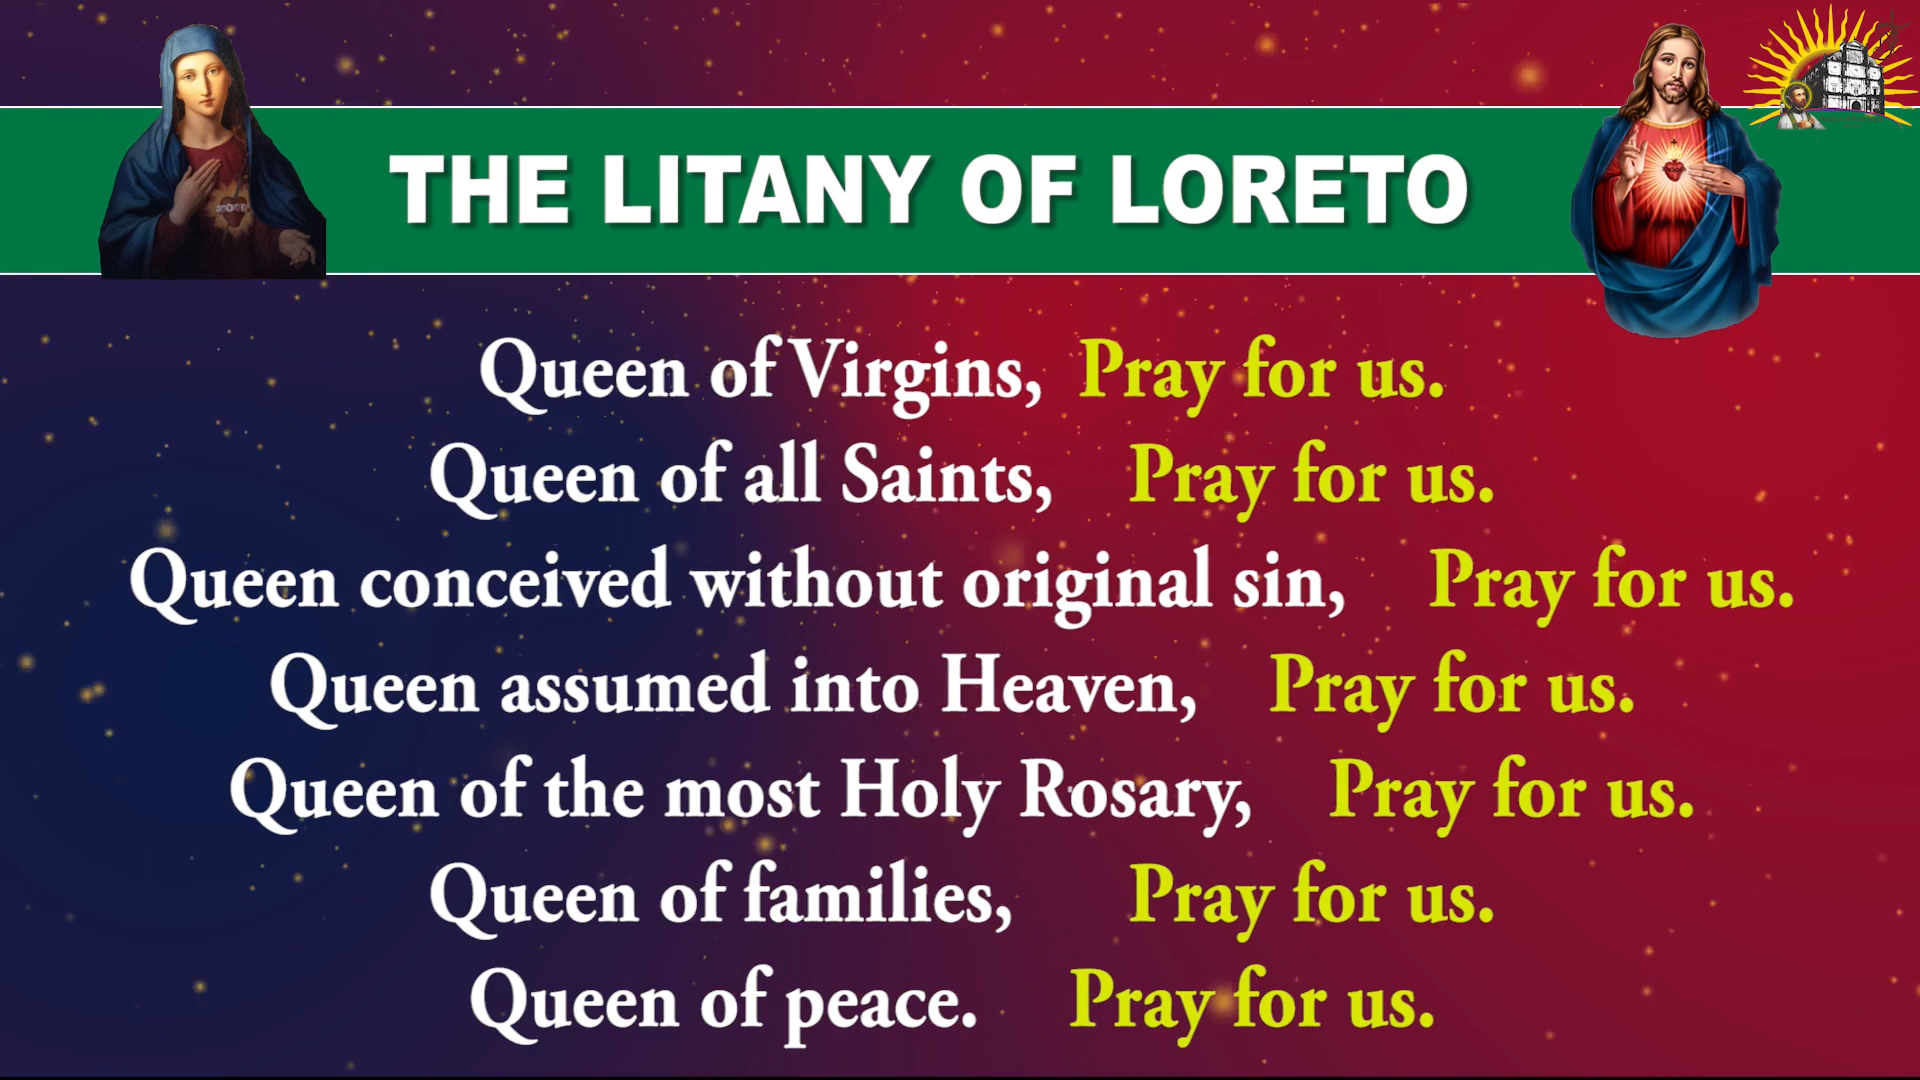 THE LITANY OF LORETO
Queen of Virgins, Pray for us.
Queen of all Saints, Pray for us.
Queen conceived without original sin, Pray for us.
Queen assumed into Heaven, Pray for us.
Queen of the most Holy Rosary, Pray for us.
Queen of families, Pray for us.
Queen of peace. Pray for us.